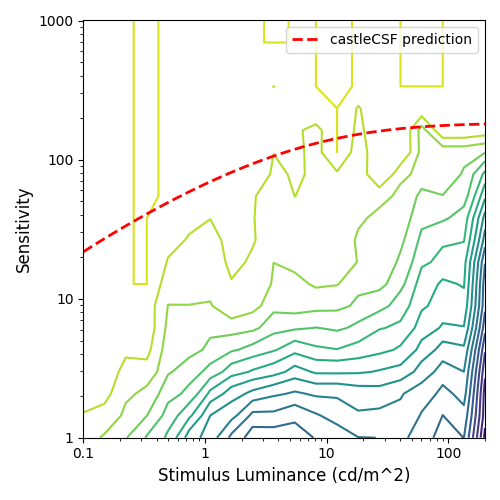 1000
castleCSF prediction
100
Sensitivity
10
1
0.1 1 10 100
Stimulus Luminance (cd/m^2)